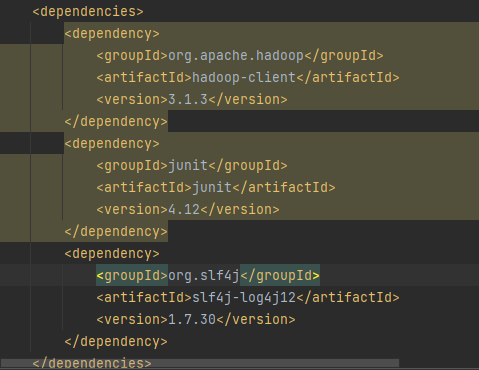 <dependencies>
<dependency>
<groupId>org.apache.hadoop</groupId>
<artifactId>hadoop-client</artifactId>
<version>3.1.3</version>
</dependency>
<dependency>
<groupId>junit</groupId>
<artifactId>junit</artifactId>
<version>4.12</version>
</dependency>
<dependency>
<groupId>org.slf4j</groupId>
<artifactId>slf4j-log4j12</artifactId>
<version>1.7.30</version>
</dependency>
</dependencies>